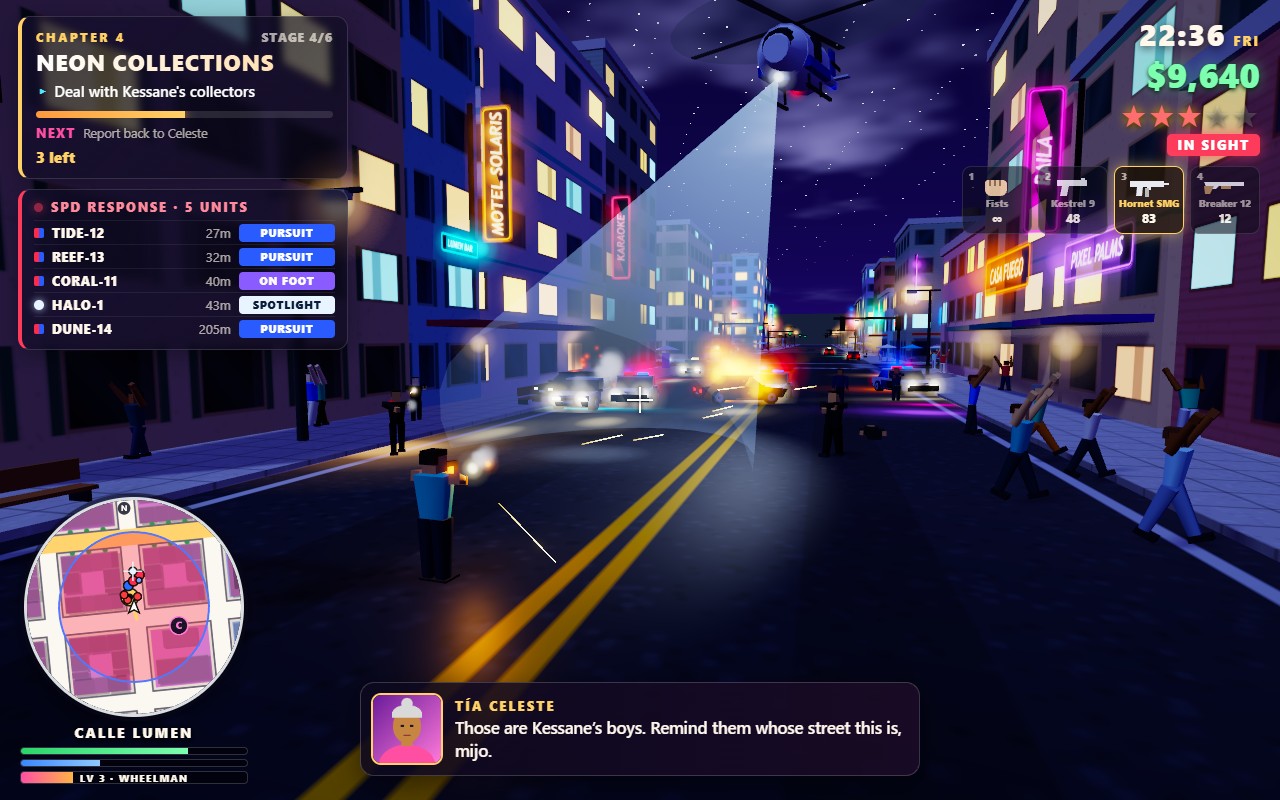 CHAPTER 4
STAGE 4/6
NEON COLLECTIONS
Deal with Kessane's collectors
NEXT Report back to Celeste
3 left
SPD RESPONSE · 5 UNITS
TIDE-12 27m PURSUIT
REEF-13 32m PURSUIT
CORAL-11 40m ON FOOT
HALO-1 43m SPOTLIGHT
DUNE-14 205m PURSUIT
22:36 FRI
$9,640
IN SIGHT
1 Fists ∞
2 Kestrel 9 48
3 Hornet SMG 83
4 Breaker 12 12
MOTEL SOLARIS
LUMEN BAR
KARAOKE
CASA FUEGO
PIXEL PALMS
N
C
CALLE LUMEN
LV 3 · WHEELMAN
TÍA CELESTE
Those are Kessane's boys. Remind them whose street this is,
mijo.